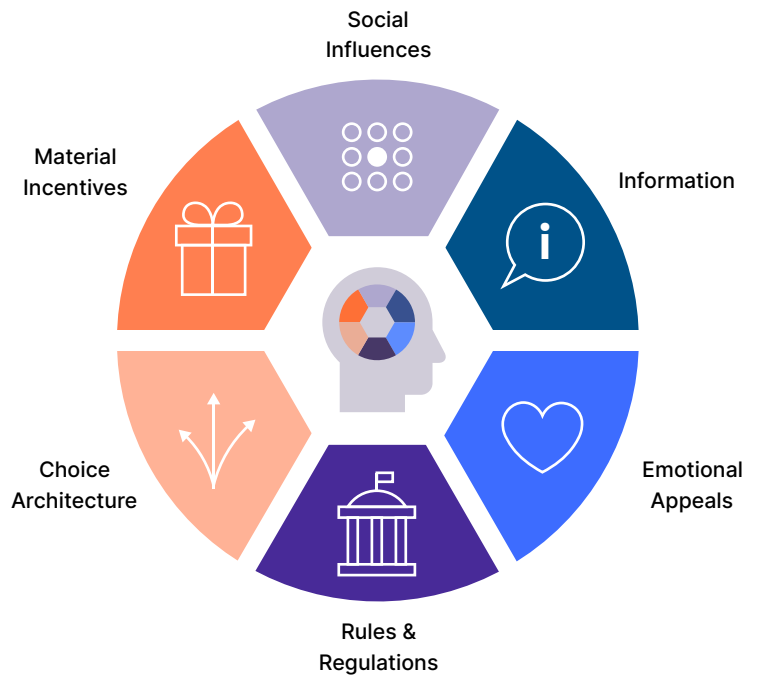 Social
Influences
Material
Incentives
Information
i
Choice
Architecture
Emotional
Appeals
Rules &
Regulations